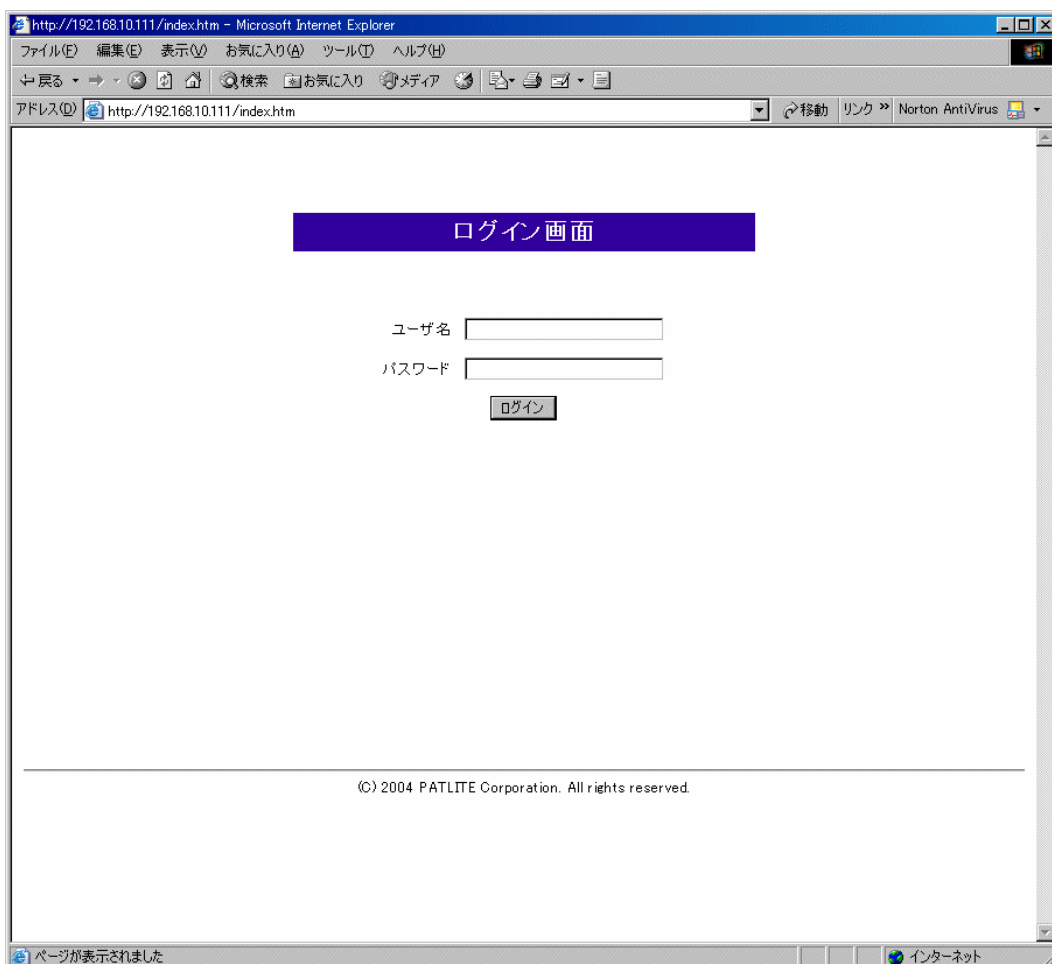 http://192.168.10.111/index.htm - Microsoft Internet Explorer
ファイル(F) 編集(E) 表示(V) お気に入り(A) ツール(T) ヘルプ(H)
戻る 検索 お気に入り メディア
アドレス(D) http://192.168.10.111/index.htm 移動 リンク » Norton AntiVirus
ログイン画面
ユーザ名
パスワード
ログイン
(C) 2004 PATLITE Corporation. All rights reserved.
ページが表示されました インターネット